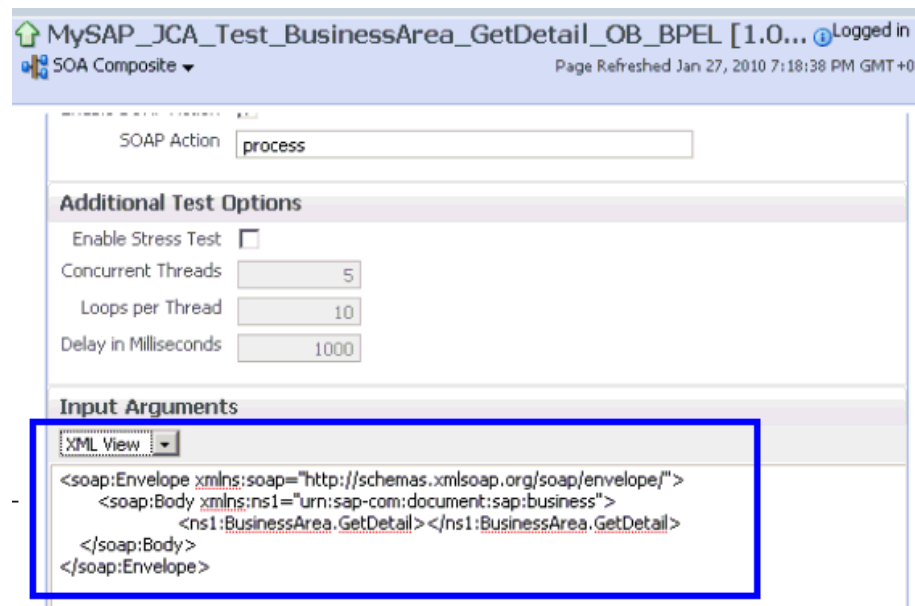 MySAP_JCA_Test_BusinessArea_GetDetail_OB_BPEL [1.0... Logged in
SOA Composite Page Refreshed Jan 27, 2010 7:18:38 PM GMT+0
SOAP Action process
Additional Test Options
Enable Stress Test
Concurrent Threads 5
Loops per Thread 10
Delay in Milliseconds 1000
Input Arguments
XML View
<soap:Envelope xmlns:soap="http://schemas.xmlsoap.org/soap/envelope/">
<soap:Body xmlns:ns1="urn:sap-com:document:sap:business">
<ns1:BusinessArea.GetDetail></ns1:BusinessArea.GetDetail>
</soap:Body>
</soap:Envelope>